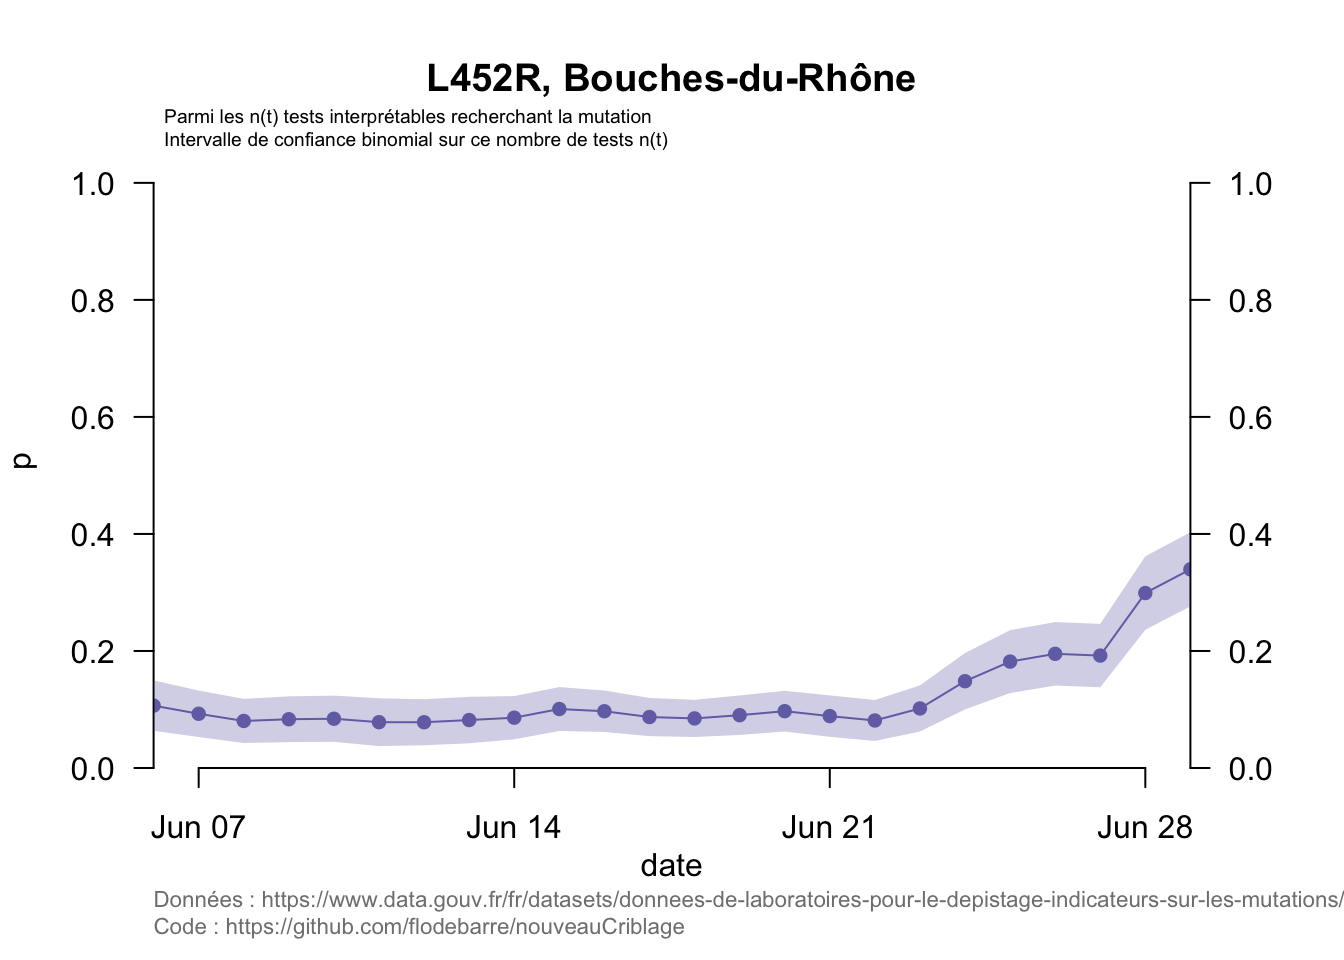 L452R, Bouches-du-Rhône
Parmi les n(t) tests interprétables recherchant la mutation
Intervalle de confiance binomial sur ce nombre de tests n(t)
1.0
0.8
0.6
0.4
0.2
0.0
p
1.0
0.8
0.6
0.4
0.2
0.0
Jun 07 Jun 14 Jun 21 Jun 28
date
Données : https://www.data.gouv.fr/fr/datasets/donnees-de-laboratoires-pour-le-depistage-indicateurs-sur-les-mutations/
Code : https://github.com/flodebarre/nouveauCriblage